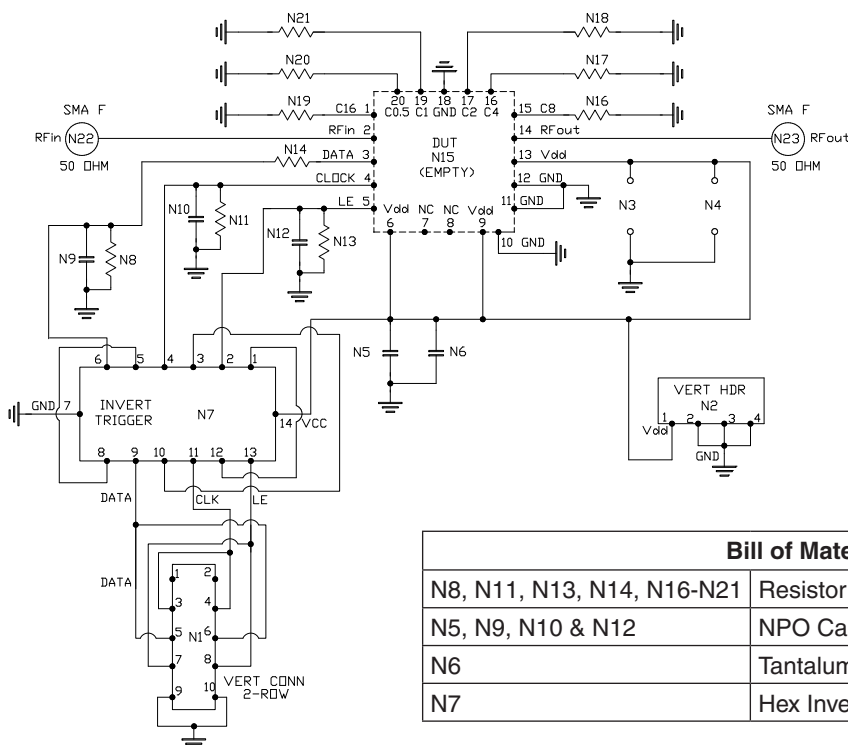 N21
N18
N20
N17
20 19 18 17 16
C0.5 C1 GND C2 C4
SMA F
N19
C16 1
15 C8
N16
SMA F
RFin N22
RFin 2
14 RFout
N23 RFout
50 OHM
N14
DATA 3
DUT
N15
(EMPTY)
13 Vdd
50 OHM
CLOCK 4
12 GND
N10
N11
LE 5
11 GND
Vdd NC NC Vdd
6 7 8 9
10 GND
N3
N4
N9
N8
N12
N13
N5
N6
6 5 4 3 2 1
GND 7
INVERT
TRIGGER
N7
14 VCC
8 9 10 11 12 13
VERT HDR
N2
1 2 3 4
Vdd
GND
DATA
CLK
LE
DATA
1 2
3 4
5 N1 6
7 8
9 10
VERT CONN
2-ROW
Bill of Mate
N8, N11, N13, N14, N16-N21 Resistor
N5, N9, N10 & N12 NPO Ca
N6 Tantalum
N7 Hex Inve